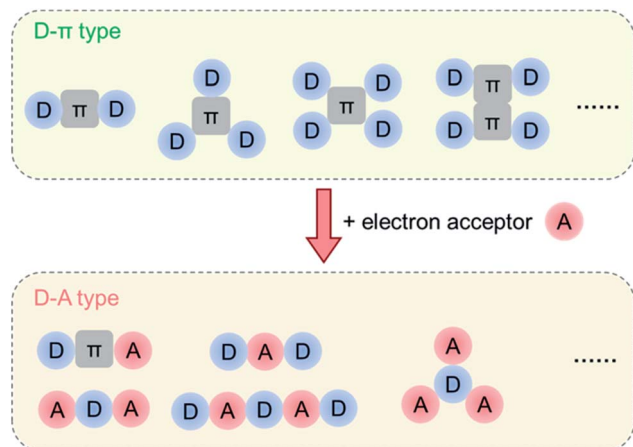 D-π type
D π D
D
π
D D
D D
π
D D
D π D
D π D
......
+ electron acceptor A
D-A type
D π A
D A D
A
D
A A
......
A D A
D A D A D